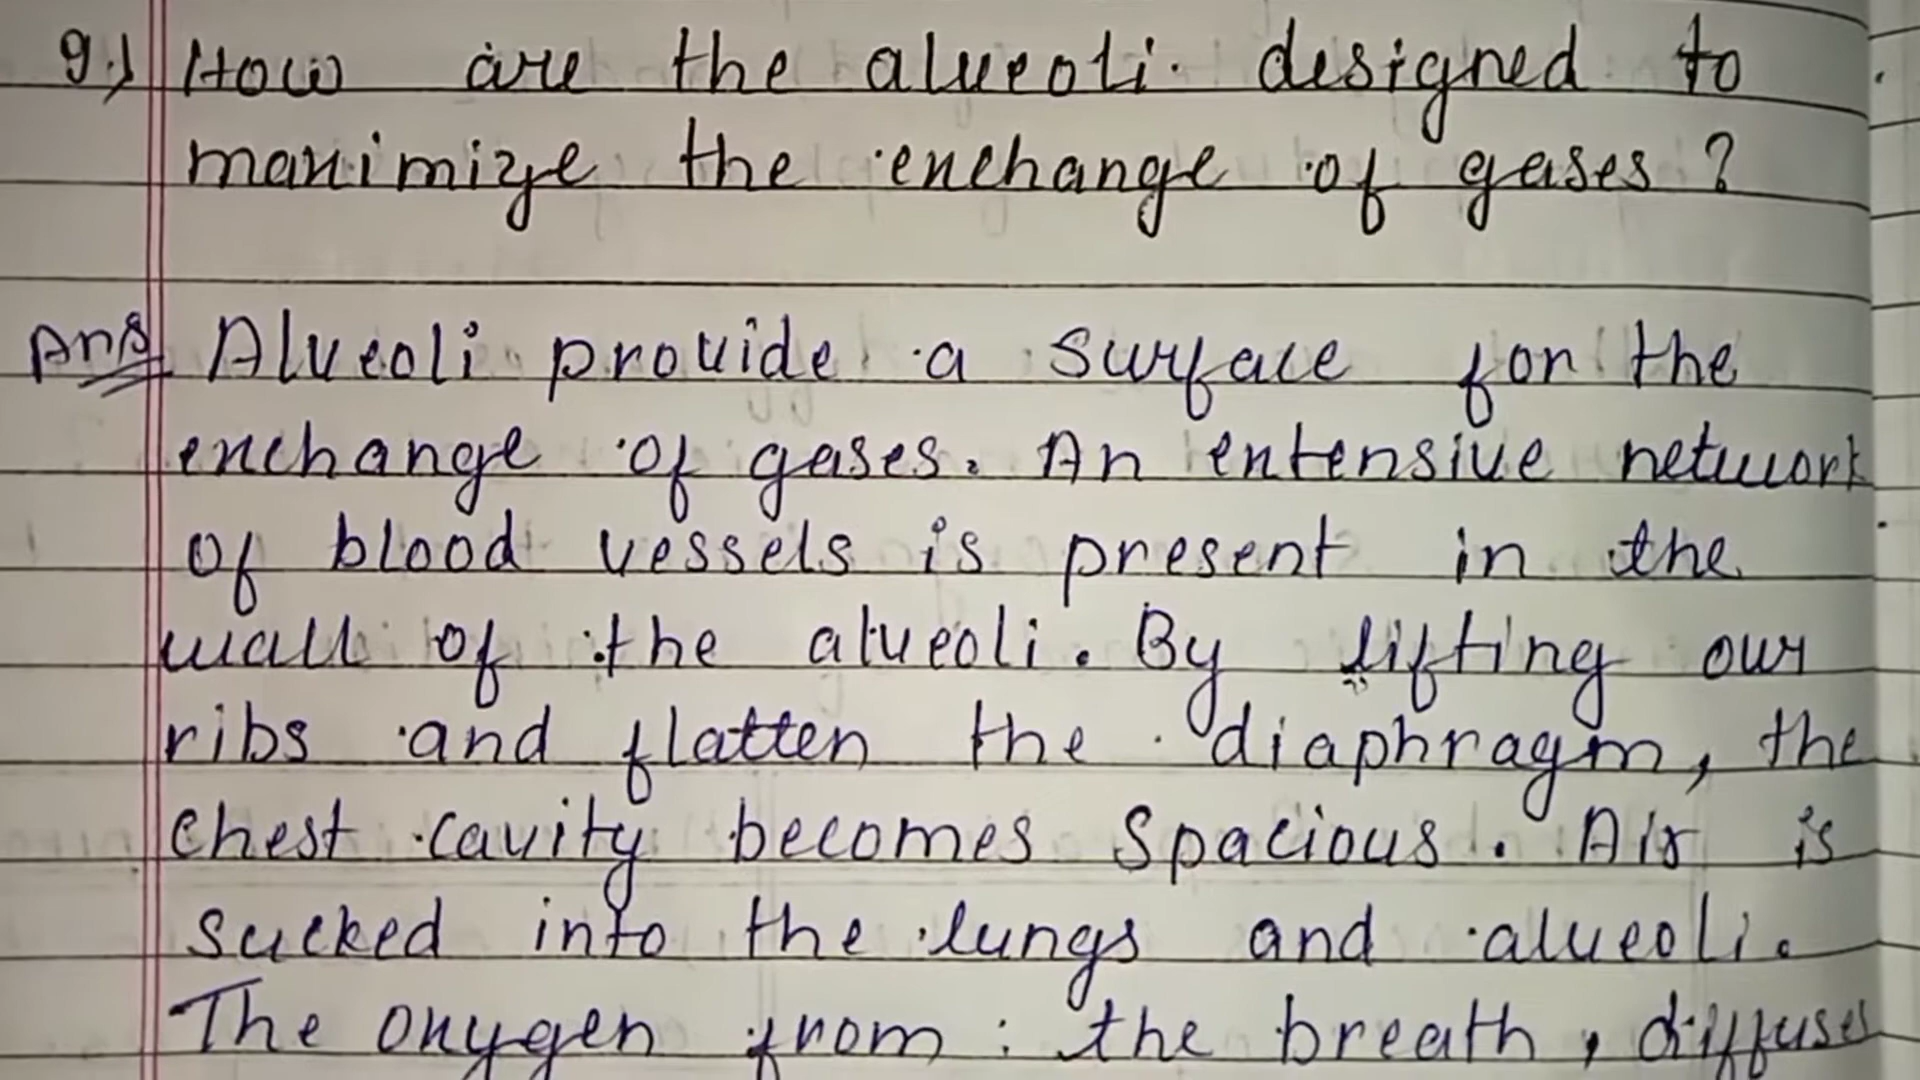 9.) How are the alveoli designed to
maximize the exchange of gases?
Ans Alveoli provide a surface for the
exchange of gases. An extensive network
of blood vessels is present in the
wall of the alveoli. By lifting our
ribs and flatten the diaphragm, the
chest cavity becomes spacious. Air is
sucked into the lungs and alveoli.
The oxygen from the breath, diffuses